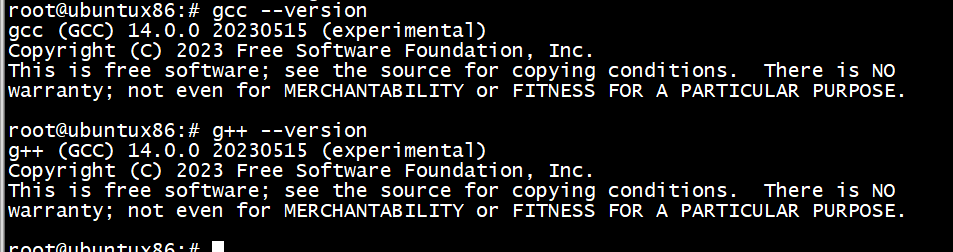 root@ubuntux86:# gcc --version
gcc (GCC) 14.0.0 20230515 (experimental)
Copyright (C) 2023 Free Software Foundation, Inc.
This is free software; see the source for copying conditions.  There is NO
warranty; not even for MERCHANTABILITY or FITNESS FOR A PARTICULAR PURPOSE.
root@ubuntux86:# g++ --version
g++ (GCC) 14.0.0 20230515 (experimental)
Copyright (C) 2023 Free Software Foundation, Inc.
This is free software; see the source for copying conditions.  There is NO
warranty; not even for MERCHANTABILITY or FITNESS FOR A PARTICULAR PURPOSE.
root@ubuntux86:#